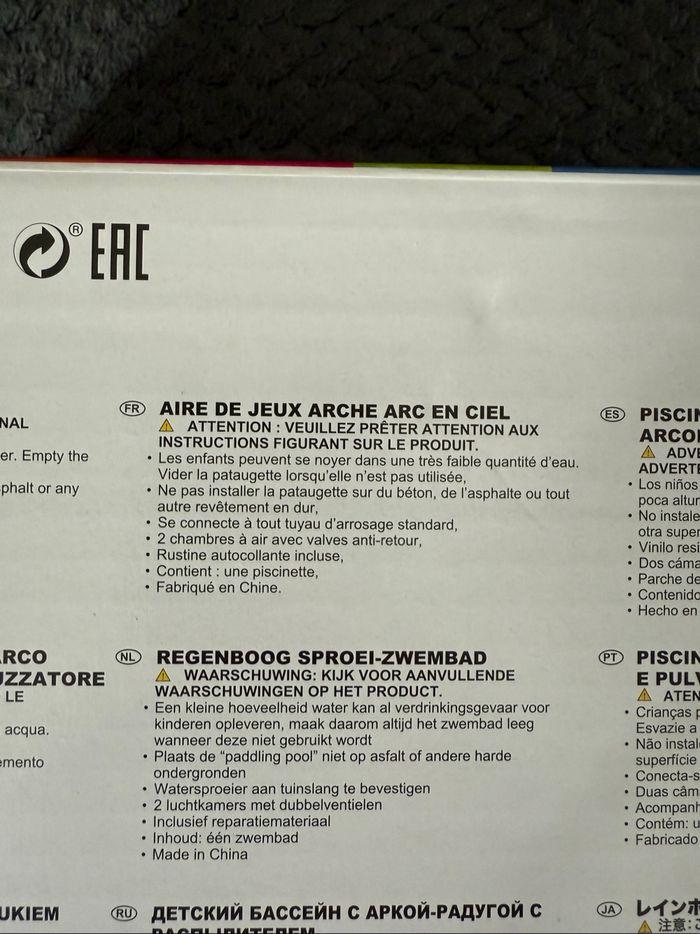 ® EAC
NAL
er. Empty the
phalt or any
FR AIRE DE JEUX ARCHE ARC EN CIEL
ATTENTION : VEUILLEZ PRÊTER ATTENTION AUX
INSTRUCTIONS FIGURANT SUR LE PRODUIT.
• Les enfants peuvent se noyer dans une très faible quantité d'eau.
Vider la pataugette lorsqu'elle n'est pas utilisée,
• Ne pas installer la pataugette sur du béton, de l'asphalte ou tout
autre revêtement en dur,
• Se connecte à tout tuyau d'arrosage standard,
• 2 chambres à air avec valves anti-retour,
• Rustine autocollante incluse,
• Contient : une piscinette,
• Fabriqué en Chine.
ES PISCIN
ARCO
ADVE
ADVERTE
• Los niños
poca altur
• No instale
otra super
• Vinilo resi
• Dos cáma
• Parche de
• Contenido
• Hecho en
ARCO
UZZATORE
LE
acqua.
emento
NL REGENBOOG SPROEI-ZWEMBAD
WAARSCHUWING: KIJK VOOR AANVULLENDE
WAARSCHUWINGEN OP HET PRODUCT.
• Een kleine hoeveelheid water kan al verdrinkingsgevaar voor
kinderen opleveren, maak daarom altijd het zwembad leeg
wanneer deze niet gebruikt wordt
• Plaats de “paddling pool” niet op asfalt of andere harde
ondergronden
• Watersproeier aan tuinslang te bevestigen
• 2 luchtkamers met dubbelventielen
• Inclusief reparatiemateriaal
• Inhoud: één zwembad
• Made in China
PT PISCIN
E PULV
ATEN
• Crianças p
Esvazie a
• Não instal
superfície
• Conecta-s
• Duas câm
• Acompanh
• Contém: u
• Fabricado
UKIEM
RU ДЕТСКИЙ БАССЕЙН С АРКОЙ-РАДУГОЙ С
РАСПЫЛИТЕЛЕМ
JA レインボ
注意: